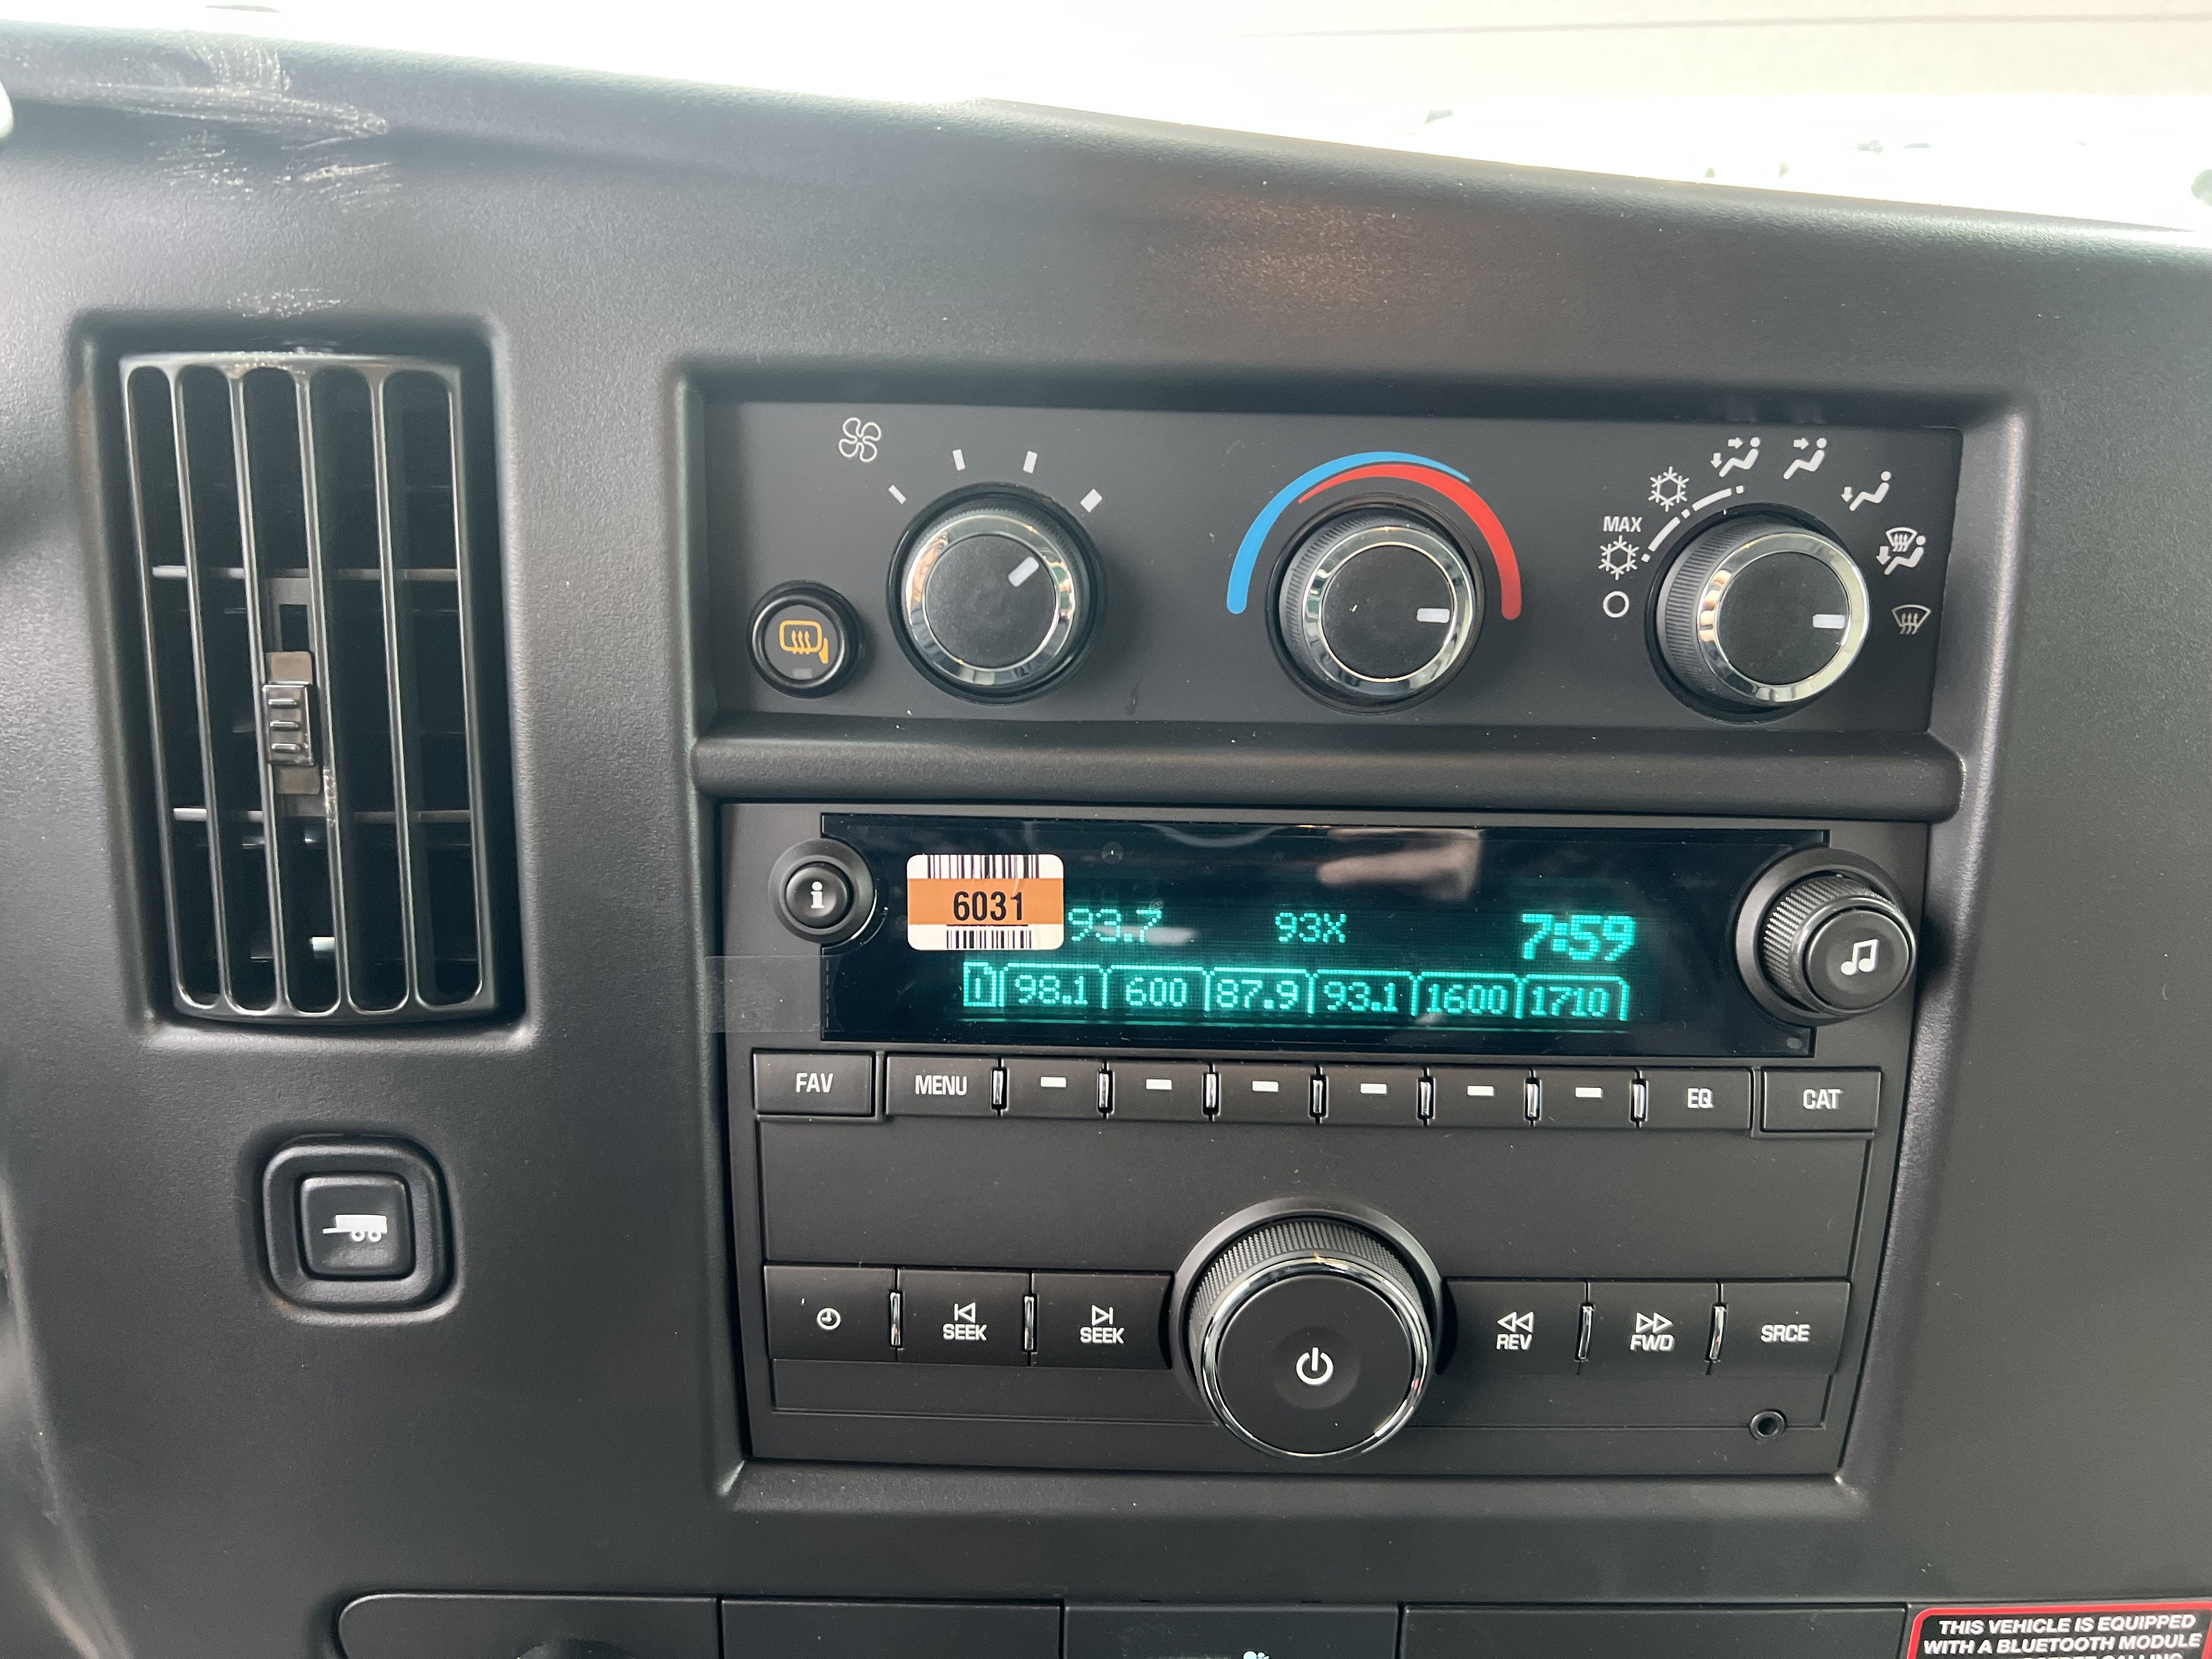 MAX
6031
93.7 93X 7:59
1 98.1 600 87.9 93.1 1600 1710
FAV MENU EQ CAT
SEEK SEEK REV FWD SRCE
THIS VEHICLE IS EQUIPPED
WITH A BLUETOOTH MODULE